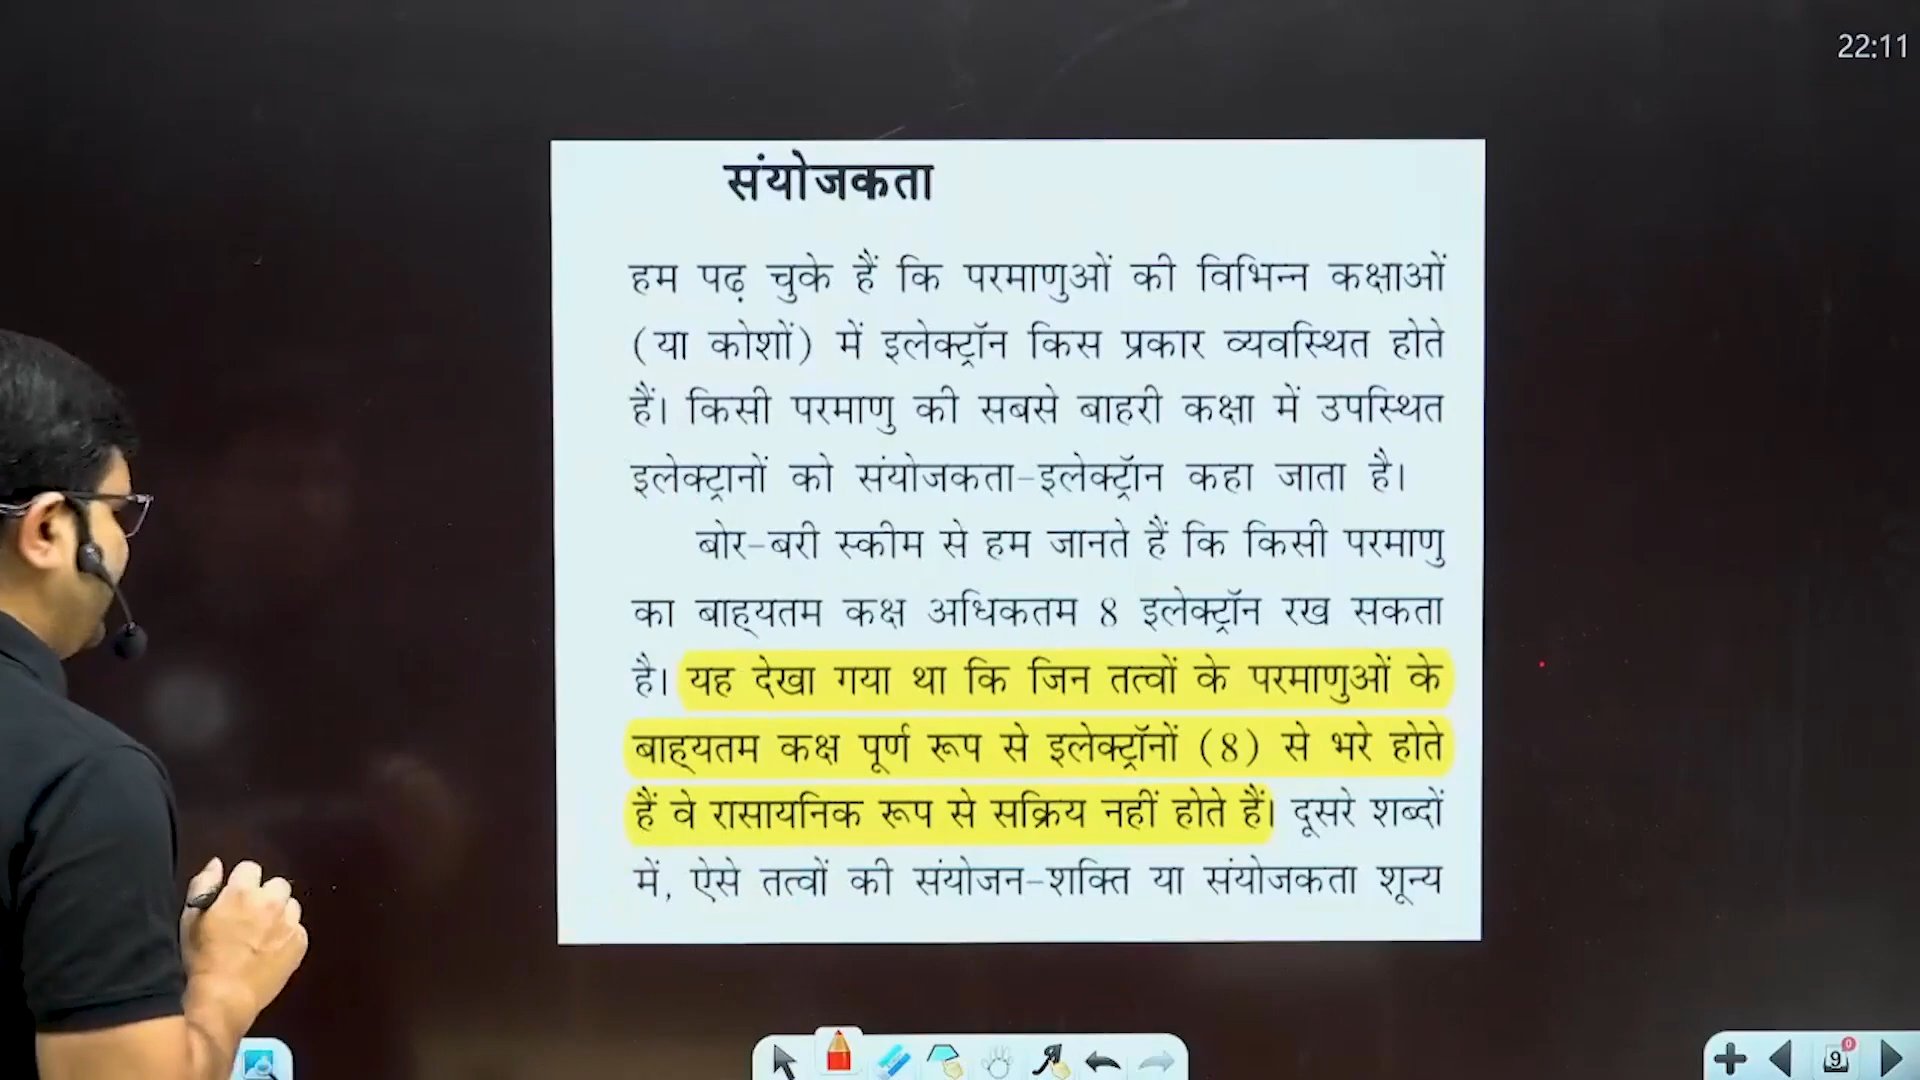 22:11
संयोजकता
हम पढ़ चुके हैं कि परमाणुओं की विभिन्न कक्षाओं
(या कोशों) में इलेक्ट्रॉन किस प्रकार व्यवस्थित होते
हैं। किसी परमाणु की सबसे बाहरी कक्षा में उपस्थित
इलेक्ट्रानों को संयोजकता-इलेक्ट्रॉन कहा जाता है।
बोर-बरी स्कीम से हम जानते हैं कि किसी परमाणु
का बाह्यतम कक्ष अधिकतम 8 इलेक्ट्रॉन रख सकता
है। यह देखा गया था कि जिन तत्वों के परमाणुओं के
बाह्यतम कक्ष पूर्ण रूप से इलेक्ट्रॉनों (8) से भरे होते
हैं वे रासायनिक रूप से सक्रिय नहीं होते हैं। दूसरे शब्दों
में, ऐसे तत्वों की संयोजन-शक्ति या संयोजकता शून्य
9
0